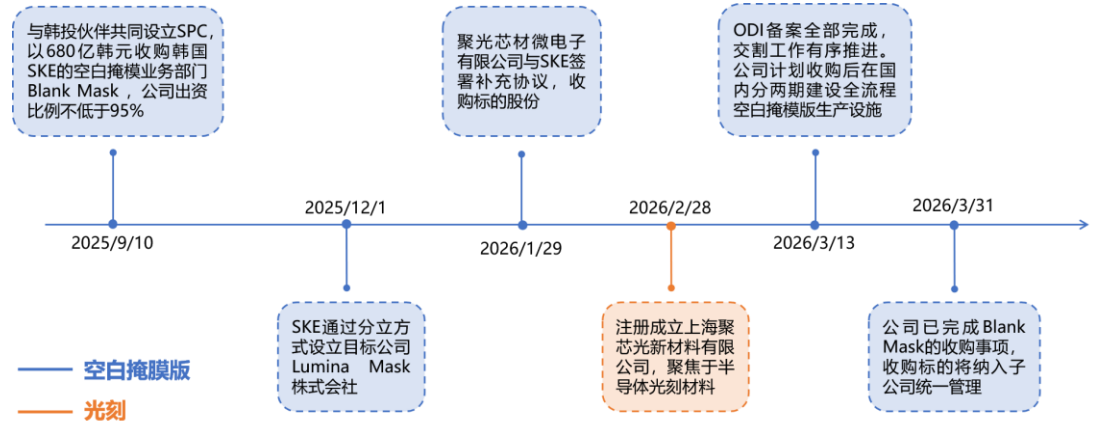 与韩投伙伴共同设立SPC,
以680亿韩元收购韩国
SKE的空白掩模业务部门
Blank Mask ，公司出资
比例不低于95%
聚光芯材微电子
有限公司与SKE签
署补充协议，收
购标的股份
ODI备案全部完成，
交割工作有序推进。
公司计划收购后在国
内分两期建设全流程
空白掩模版生产设施
2025/9/10
2025/12/1
2026/1/29
2026/2/28
2026/3/13
2026/3/31
SKE通过分立方
式设立目标公司
Lumina Mask
株式会社
注册成立上海聚
芯光新材料有限
公司，聚焦于半
导体光刻材料
公司已完成Blank
Mask的收购事项，
收购标的将纳入子
公司统一管理
空白掩膜版
光刻